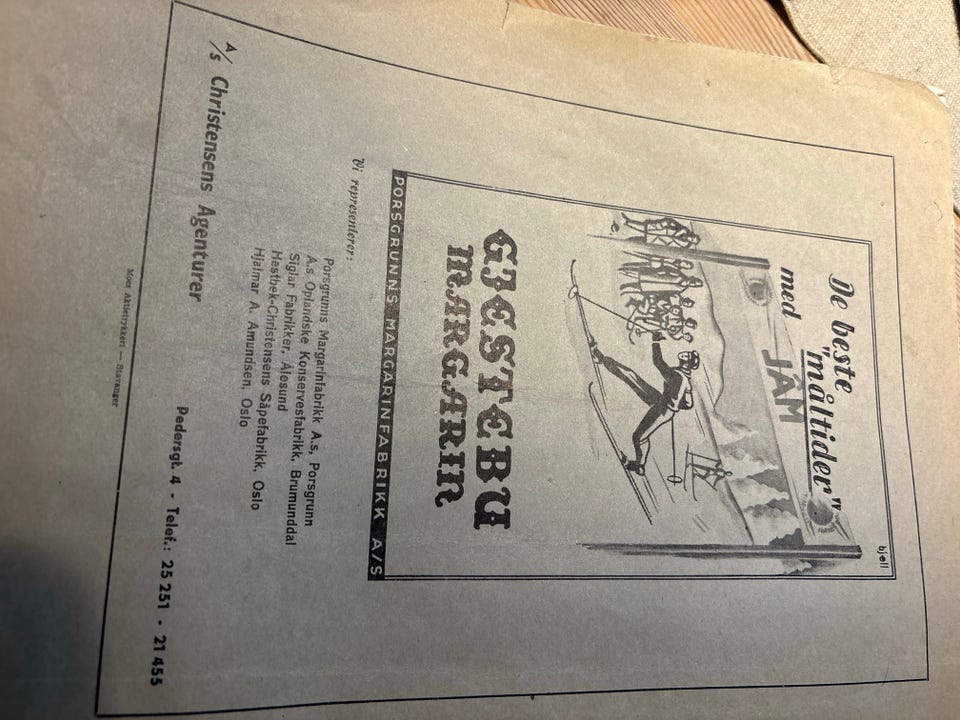 bjell
De beste
"måltider"
med
JÅM
GJESTEBU
MARGARIN
PORSGRUNNS MARGARINFABRIKK A/S
Vi representerer:
Porsgrunns Margarinfabrikk A.s, Porsgrunn
A.s Oplandske Konservesfabrikk, Brumunddal
Siglar Fabrikker, Ålesund
Hestbek-Christensens Såpefabrikk, Oslo
Hjalmar A. Amundsen, Oslo
A/s Christensens Agenturer
Pedersgt. 4 - Telef.: 25 251 - 21 455
Moes Aktietrykkeri — Stavanger